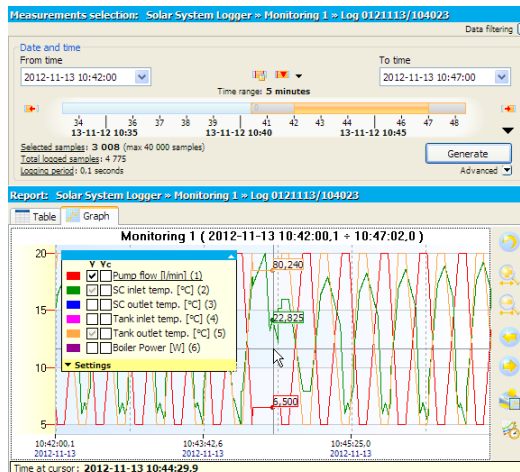 Measurements selection: Solar System Logger » Monitoring 1 » Log 0121113/104023
Data filtering
Date and time
From time
To time
2012-11-13 10:42:00
2012-11-13 10:47:00
Time range: 5 minutes
0
34 36 37 38 39 41 42 43 44 46 47 48
13-11-12 10:35 13-11-12 10:40 13-11-12 10:45
Selected samples: 3 008 (max 40 000 samples)
Total logged samples: 4 775
Logging period: 0,1 seconds
Generate
Advanced
Report: Solar System Logger » Monitoring 1 » Log 0121113/104023
Table Graph
Monitoring 1 ( 2012-11-13 10:42:00,1 ÷ 10:47:02,0 )
20
15
10
5
V Vc
Pump flow [l/min] (1)
SC inlet temp. [°C] (2)
SC outlet temp. [°C] (3)
Tank inlet temp. [°C] (4)
Tank outlet temp. [°C] (5)
Boiler Power [W] (6)
Settings
80,240
22,825
6,500
10:42:00.1 10:43:42.6 10:45:25.0
2012-11-13 2012-11-13 2012-11-13
Time at cursor: 2012-11-13 10:44:29,9